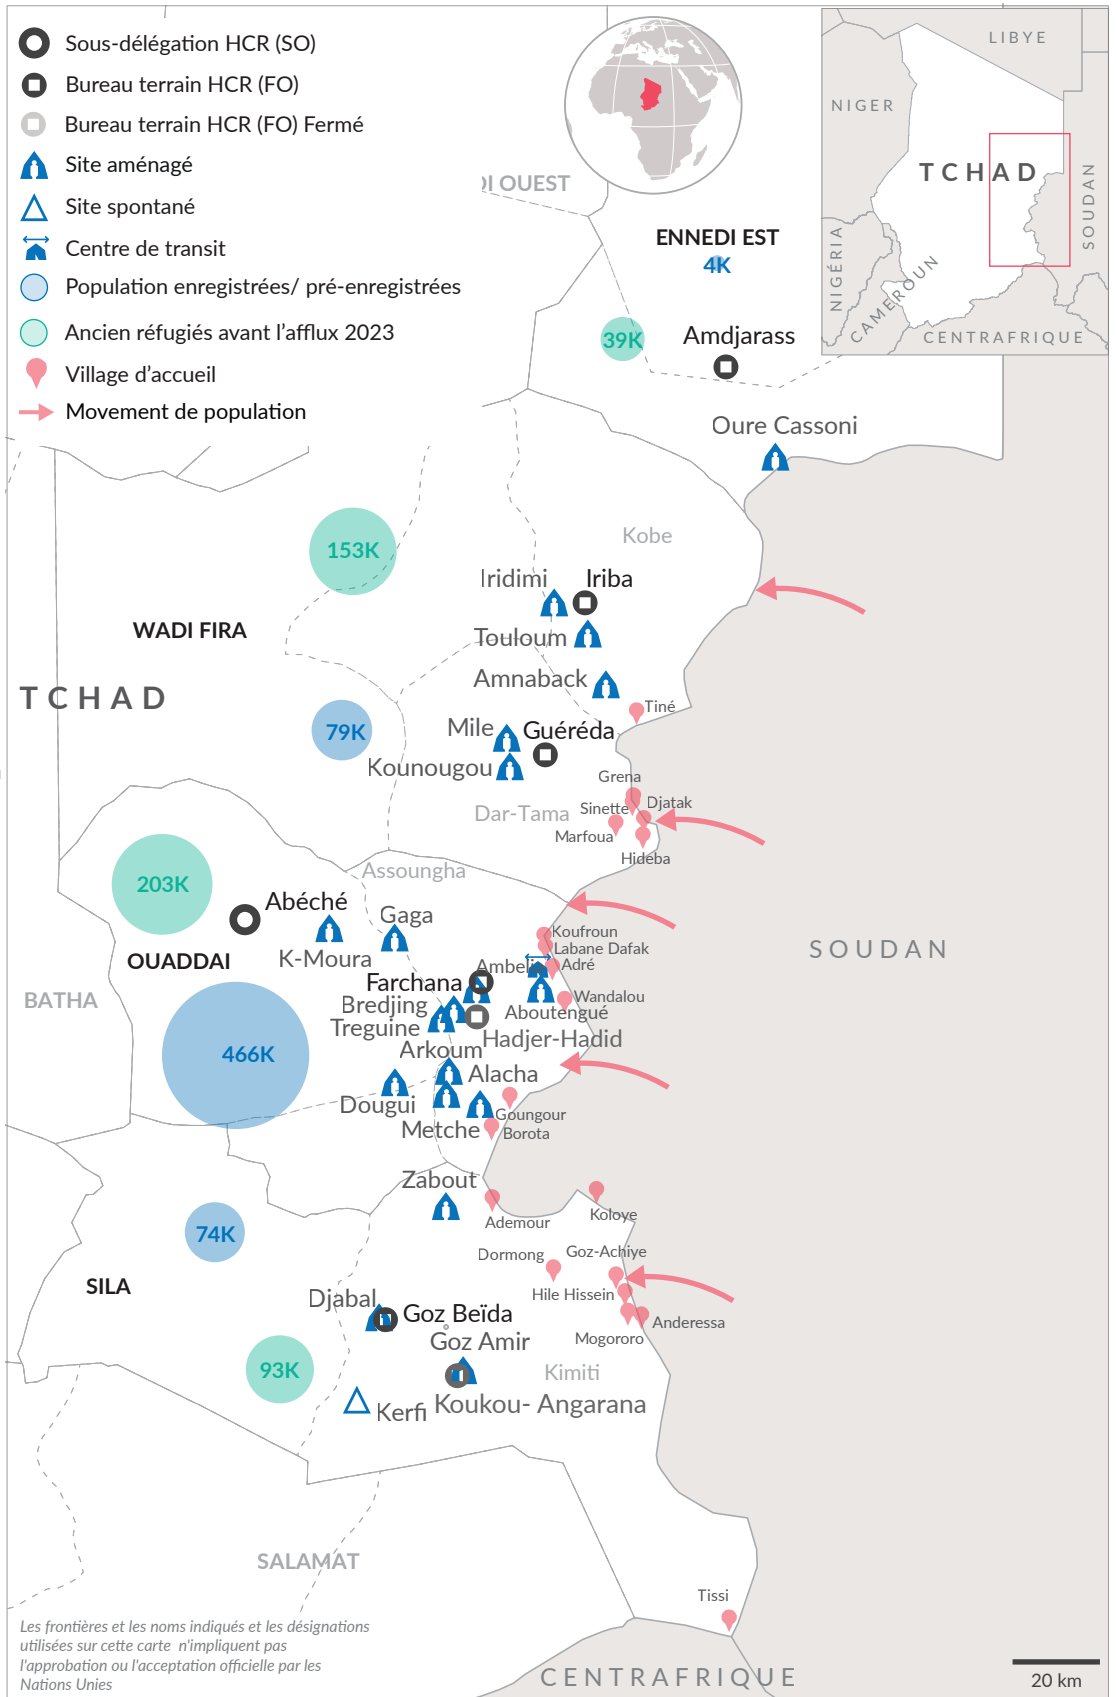 Sous-délégation HCR (SO)
Bureau terrain HCR (FO)
Bureau terrain HCR (FO) Fermé
Site aménagé
Site spontané
Centre de transit
Population enregistrées/ pré-enregistrées
Ancien réfugiés avant l'afflux 2023
Village d'accueil
Movement de population
LIBYE
NIGER
TCHAD
SOUDAN
NIGÉRIA
CAMEROUN
CENTRAFRIQUE
DI OUEST
ENNEDI EST
4K
39K
Amdjarass
Oure Cassoni
Kobe
153K
Iridimi
Iriba
WADI FIRA
Touloum
Amnaback
TCHAD
Tiné
79K
Mile
Guéréda
Kounougou
Grena
Sinette
Djatak
Dar-Tama
Marfoua
Hideba
Assoungha
203K
Abéché
Gaga
Koufroun
Labane Dafak
K-Moura
OUADDAI
Ambelia
Adré
SOUDAN
Farchana
BATHA
Bredjing
Wandalou
Aboutengué
Treguine
Hadjer-Hadid
466K
Arkoum
Alacha
Dougui
Goungour
Metche
Borota
Zabout
Ademour
Koloye
74K
Dormong
Goz-Achiye
SILA
Hile Hissein
Djabal
Goz Beïda
Anderessa
Mogororo
Goz Amir
93K
Kimiti
Kerfi
Koukou- Angarana
SALAMAT
Tissi
Les frontières et les noms indiqués et les désignations
utilisées sur cette carte n'impliquent pas
l'approbation ou l'acceptation officielle par les
Nations Unies
CENTRAFRIQUE
20 km